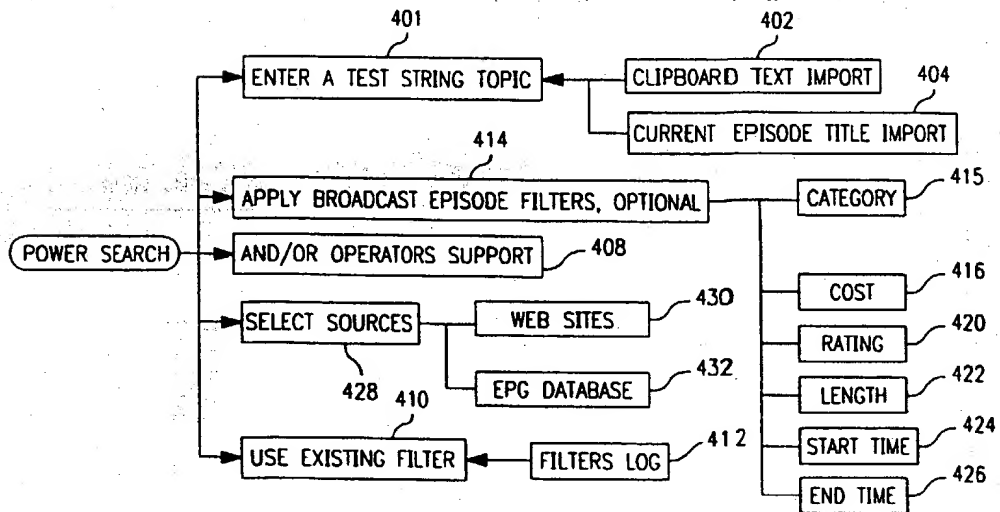 401
402
ENTER A TEST STRING TOPIC
CLIPBOARD TEXT IMPORT
404
CURRENT EPISODE TITLE IMPORT
414
415
APPLY BROADCAST EPISODE FILTERS, OPTIONAL
CATEGORY
POWER SEARCH
AND/OR OPERATORS SUPPORT
408
416
COST
430
SELECT SOURCES
WEB SITES
420
RATING
428
432
EPG DATABASE
422
LENGTH
410
412
USE EXISTING FILTER
FILTERS LOG
424
START TIME
426
END TIME